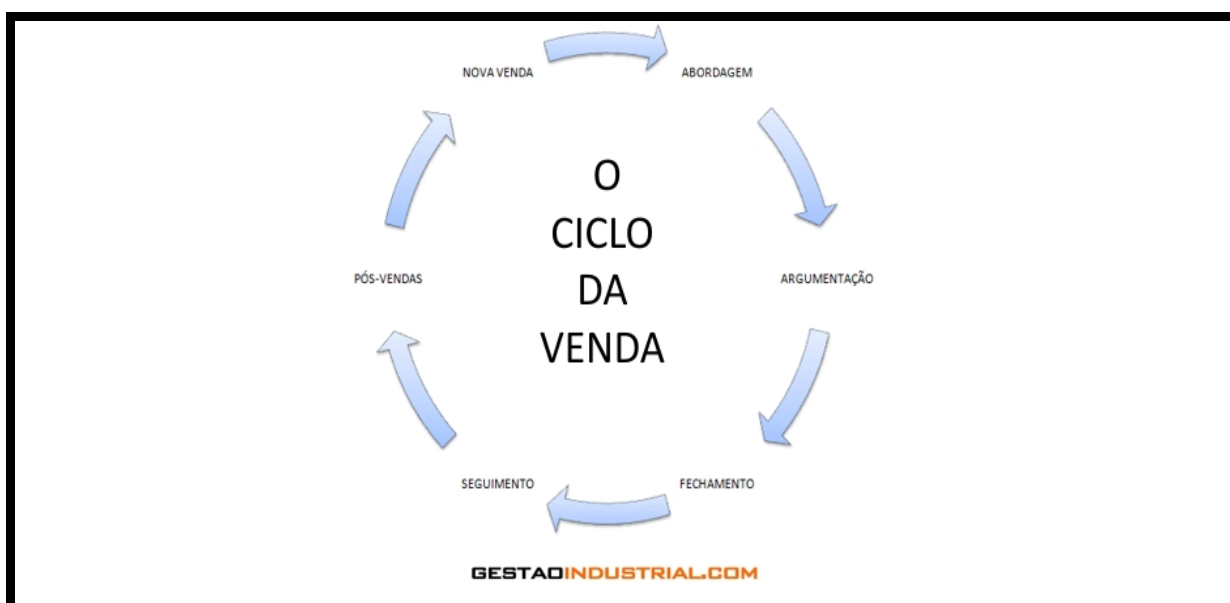 NOVA VENDA
ABORDAGEM
O
CICLO
DA
VENDA
PÓS-VENDAS
ARGUMENTAÇÃO
SEGUIMENTO
FECHAMENTO
GESTAOINDUSTRIAL.COM